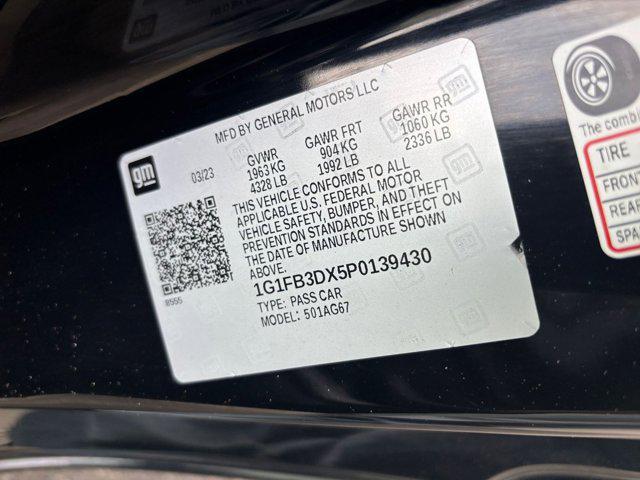 MFD BY GENERAL MOTORS LLC
gm
03/23
GVWR
1963 KG
4328 LB
GAWR FRT
904 KG
1992 LB
GAWR RR
1060 KG
2336 LB
THIS VEHICLE CONFORMS TO ALL
APPLICABLE U.S. FEDERAL MOTOR
VEHICLE SAFETY, BUMPER, AND THEFT
PREVENTION STANDARDS IN EFFECT ON
THE DATE OF MANUFACTURE SHOWN
ABOVE.
1G1FB3DX5P0139430
TYPE: PASS CAR
MODEL: 501AG67
8555
The combi
TIRE
FRONT
REAR
SPA